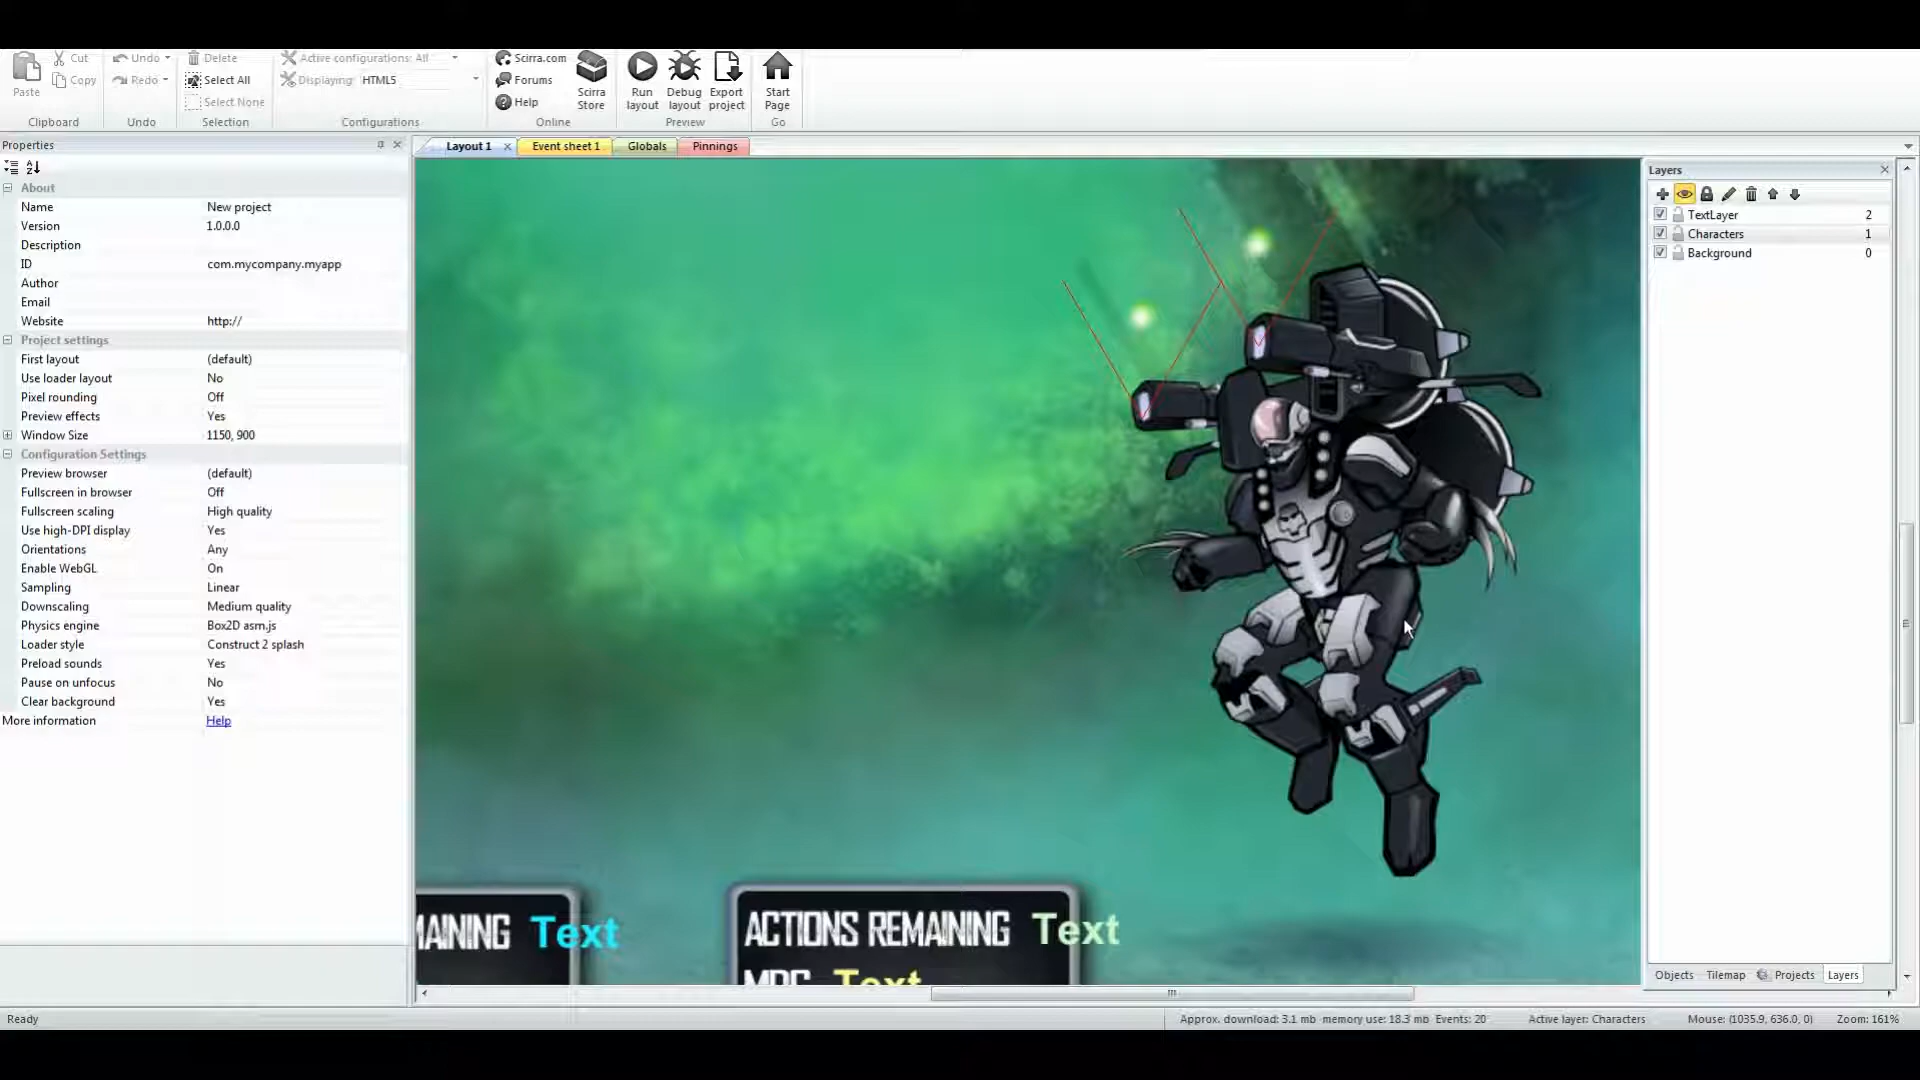 Paste
Cut
Copy
Clipboard
Undo
Redo
Undo
Delete
Select All
Select None
Selection
Active configurations: All
Displaying: HTML5
Configurations
Scirra.com
Forums
Help
Online
Scirra Store
Run layout
Debug layout
Export project
Preview
Start Page
Go
Properties
Layout 1
Event sheet 1
Globals
Pinnings
About
Name New project
Version 1.0.0.0
Description
ID com.mycompany.myapp
Author
Email
Website http://
Project settings
First layout (default)
Use loader layout No
Pixel rounding Off
Preview effects Yes
Window Size 1150, 900
Configuration Settings
Preview browser (default)
Fullscreen in browser Off
Fullscreen scaling High quality
Use high-DPI display Yes
Orientations Any
Enable WebGL On
Sampling Linear
Downscaling Medium quality
Physics engine Box2D asm.js
Loader style Construct 2 splash
Preload sounds Yes
Pause on unfocus No
Clear background Yes
More information Help
MAINING Text
ACTIONS REMAINING Text
Text
Layers
TextLayer 2
Characters 1
Background 0
Objects Tilemap Projects Layers
Ready
Approx. download: 3.1 mb memory use: 18.3 mb Events: 20 Active layer: Characters Mouse: (1035.9, 636.0, 0) Zoom: 161%